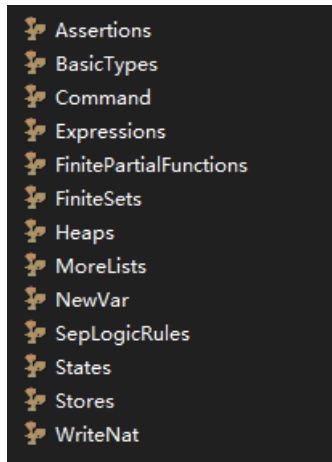 Assertions
BasicTypes
Command
Expressions
FinitePartialFunctions
FiniteSets
Heaps
MoreLists
NewVar
SepLogicRules
States
Stores
WriteNat